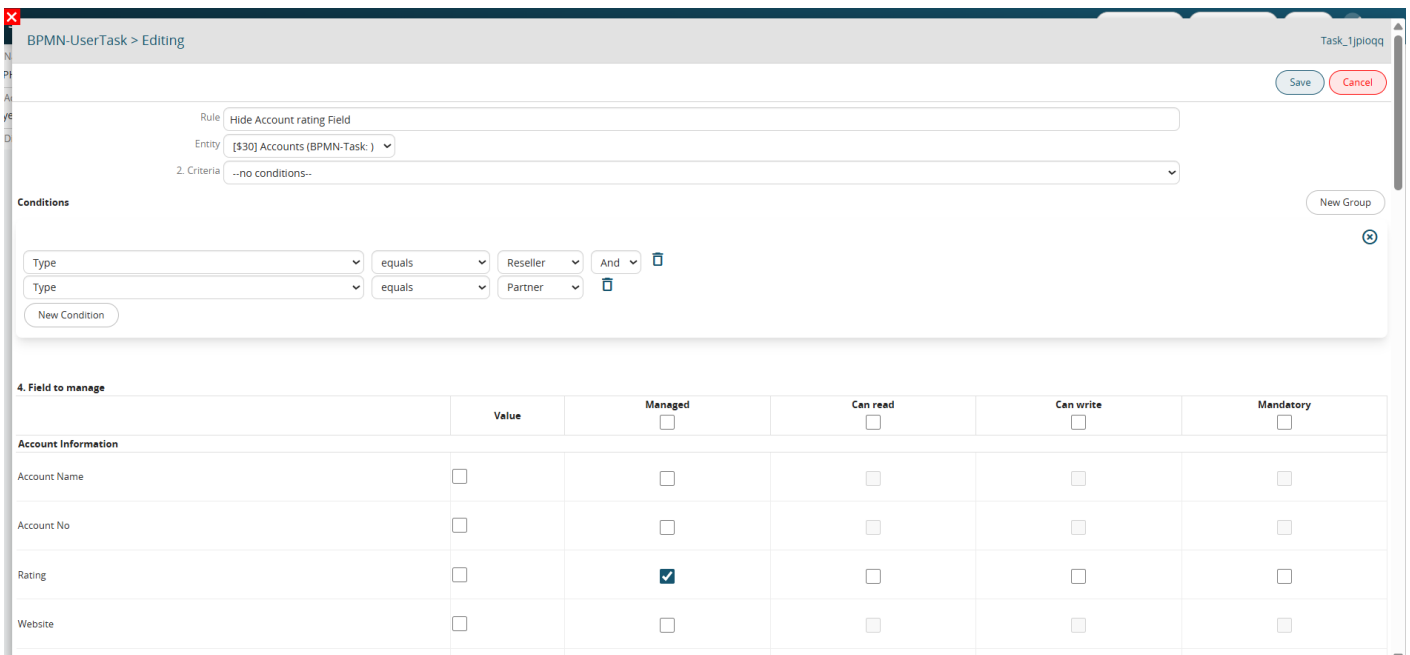 BPMN-UserTask > Editing
Task_1jpioqq
Save
Cancel
Rule
Hide Account rating Field
Entity
[$30] Accounts (BPMN-Task: )
2. Criteria
--no conditions--
Conditions
New Group
Type
equals
Reseller
And
Type
equals
Partner
New Condition
4. Field to manage
Value
Managed
Can read
Can write
Mandatory
Account Information
Account Name
Account No
Rating
Website